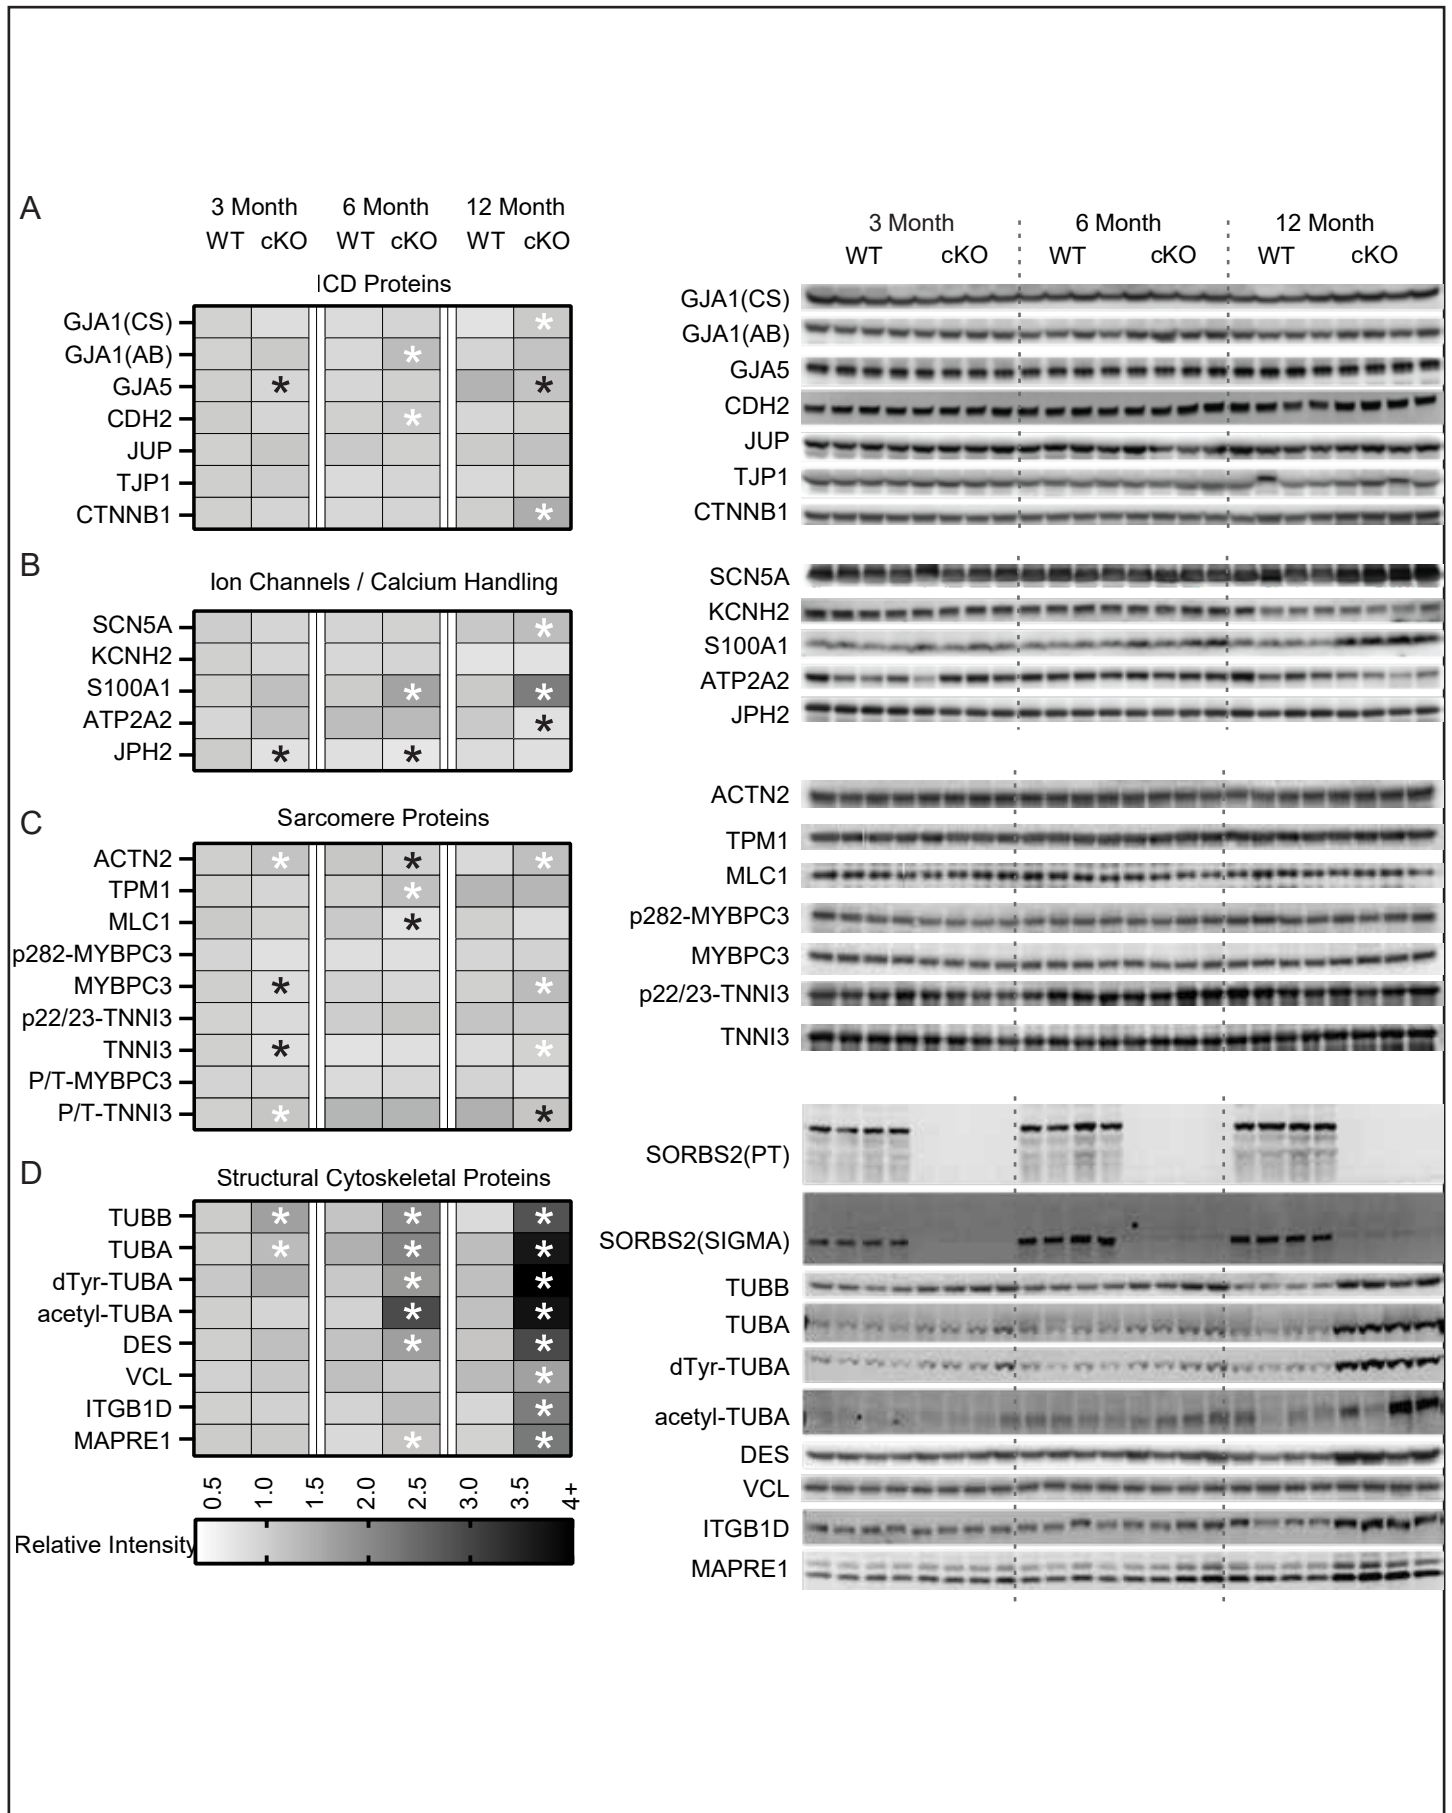 A
3 Month 6 Month 12 Month
WT cKO WT cKO WT cKO
ICD Proteins
GJA1(CS)
*
GJA1(AB)
*
GJA5
* *
CDH2
*
JUP
TJP1
CTNNB1
*
B
Ion Channels / Calcium Handling
SCN5A
*
KCNH2
S100A1
* *
ATP2A2
*
JPH2
* *
C
Sarcomere Proteins
ACTN2
* * *
TPM1
*
MLC1
*
p282-MYBPC3
MYBPC3
* *
p22/23-TNNI3
TNNI3
* *
P/T-MYBPC3
P/T-TNNI3
* *
D
Structural Cytoskeletal Proteins
TUBB
* * *
TUBA
* * *
dTyr-TUBA
* *
acetyl-TUBA
* *
DES
* *
VCL
*
ITGB1D
*
MAPRE1
* *
0.5 1.0 1.5 2.0 2.5 3.0 3.5 4+
Relative Intensity
3 Month 6 Month 12 Month
WT cKO WT cKO WT cKO
GJA1(CS)
GJA1(AB)
GJA5
CDH2
JUP
TJP1
CTNNB1
SCN5A
KCNH2
S100A1
ATP2A2
JPH2
ACTN2
TPM1
MLC1
p282-MYBPC3
MYBPC3
p22/23-TNNI3
TNNI3
SORBS2(PT)
SORBS2(SIGMA)
TUBB
TUBA
dTyr-TUBA
acetyl-TUBA
DES
VCL
ITGB1D
MAPRE1